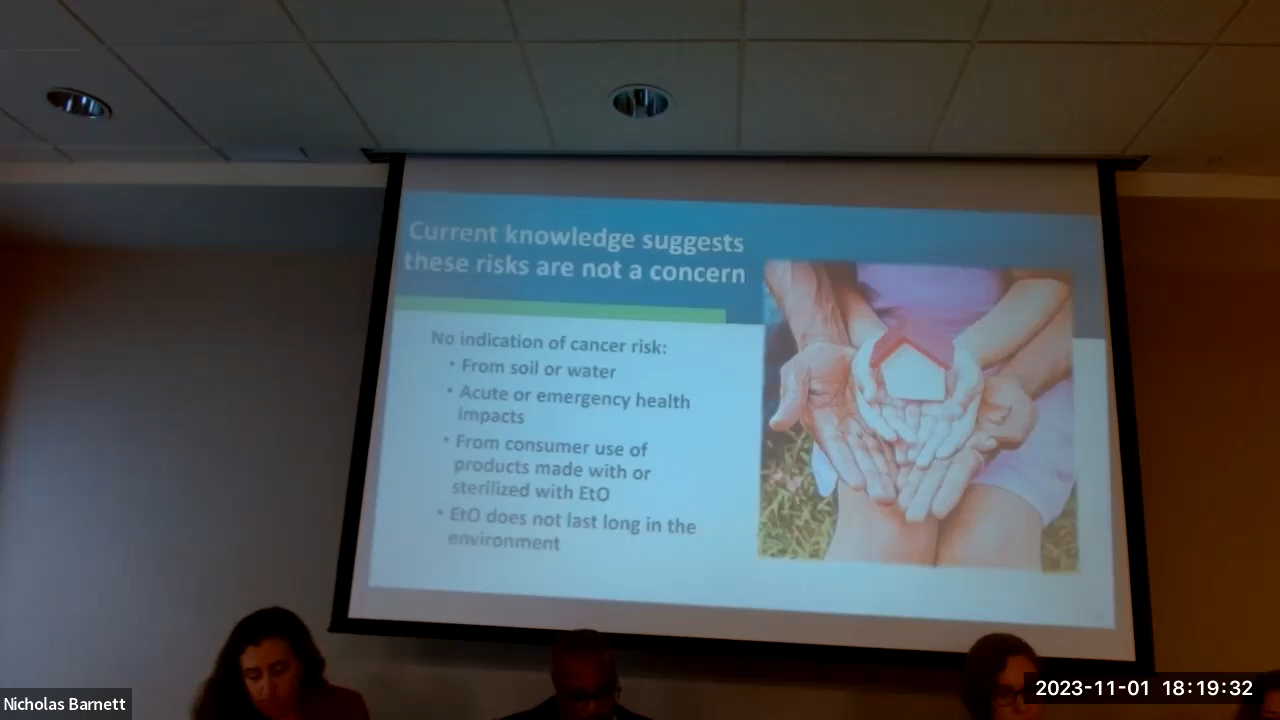 Current knowledge suggests
these risks are not a concern
No indication of cancer risk:
• From soil or water
• Acute or emergency health
impacts
• From consumer use of
products made with or
sterilized with EtO
• EtO does not last long in the
environment
Nicholas Barnett
2023-11-01 18:19:32